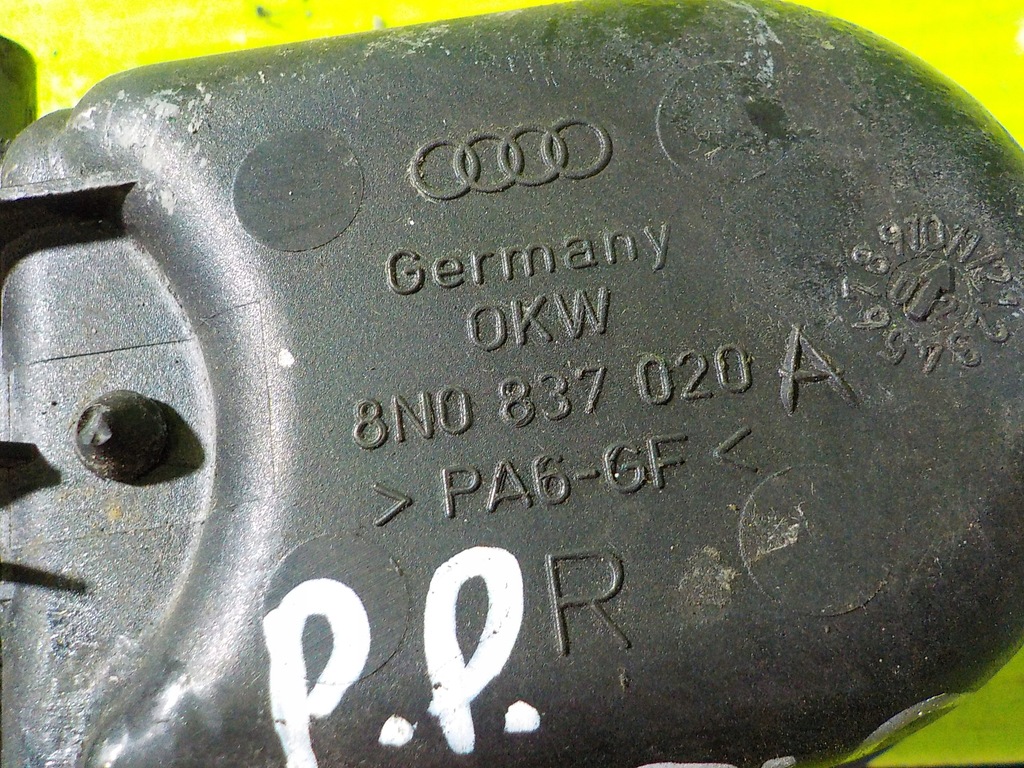 Germany
OKW
8N0 837 020 A
> PA6-GF <
R
P.P.